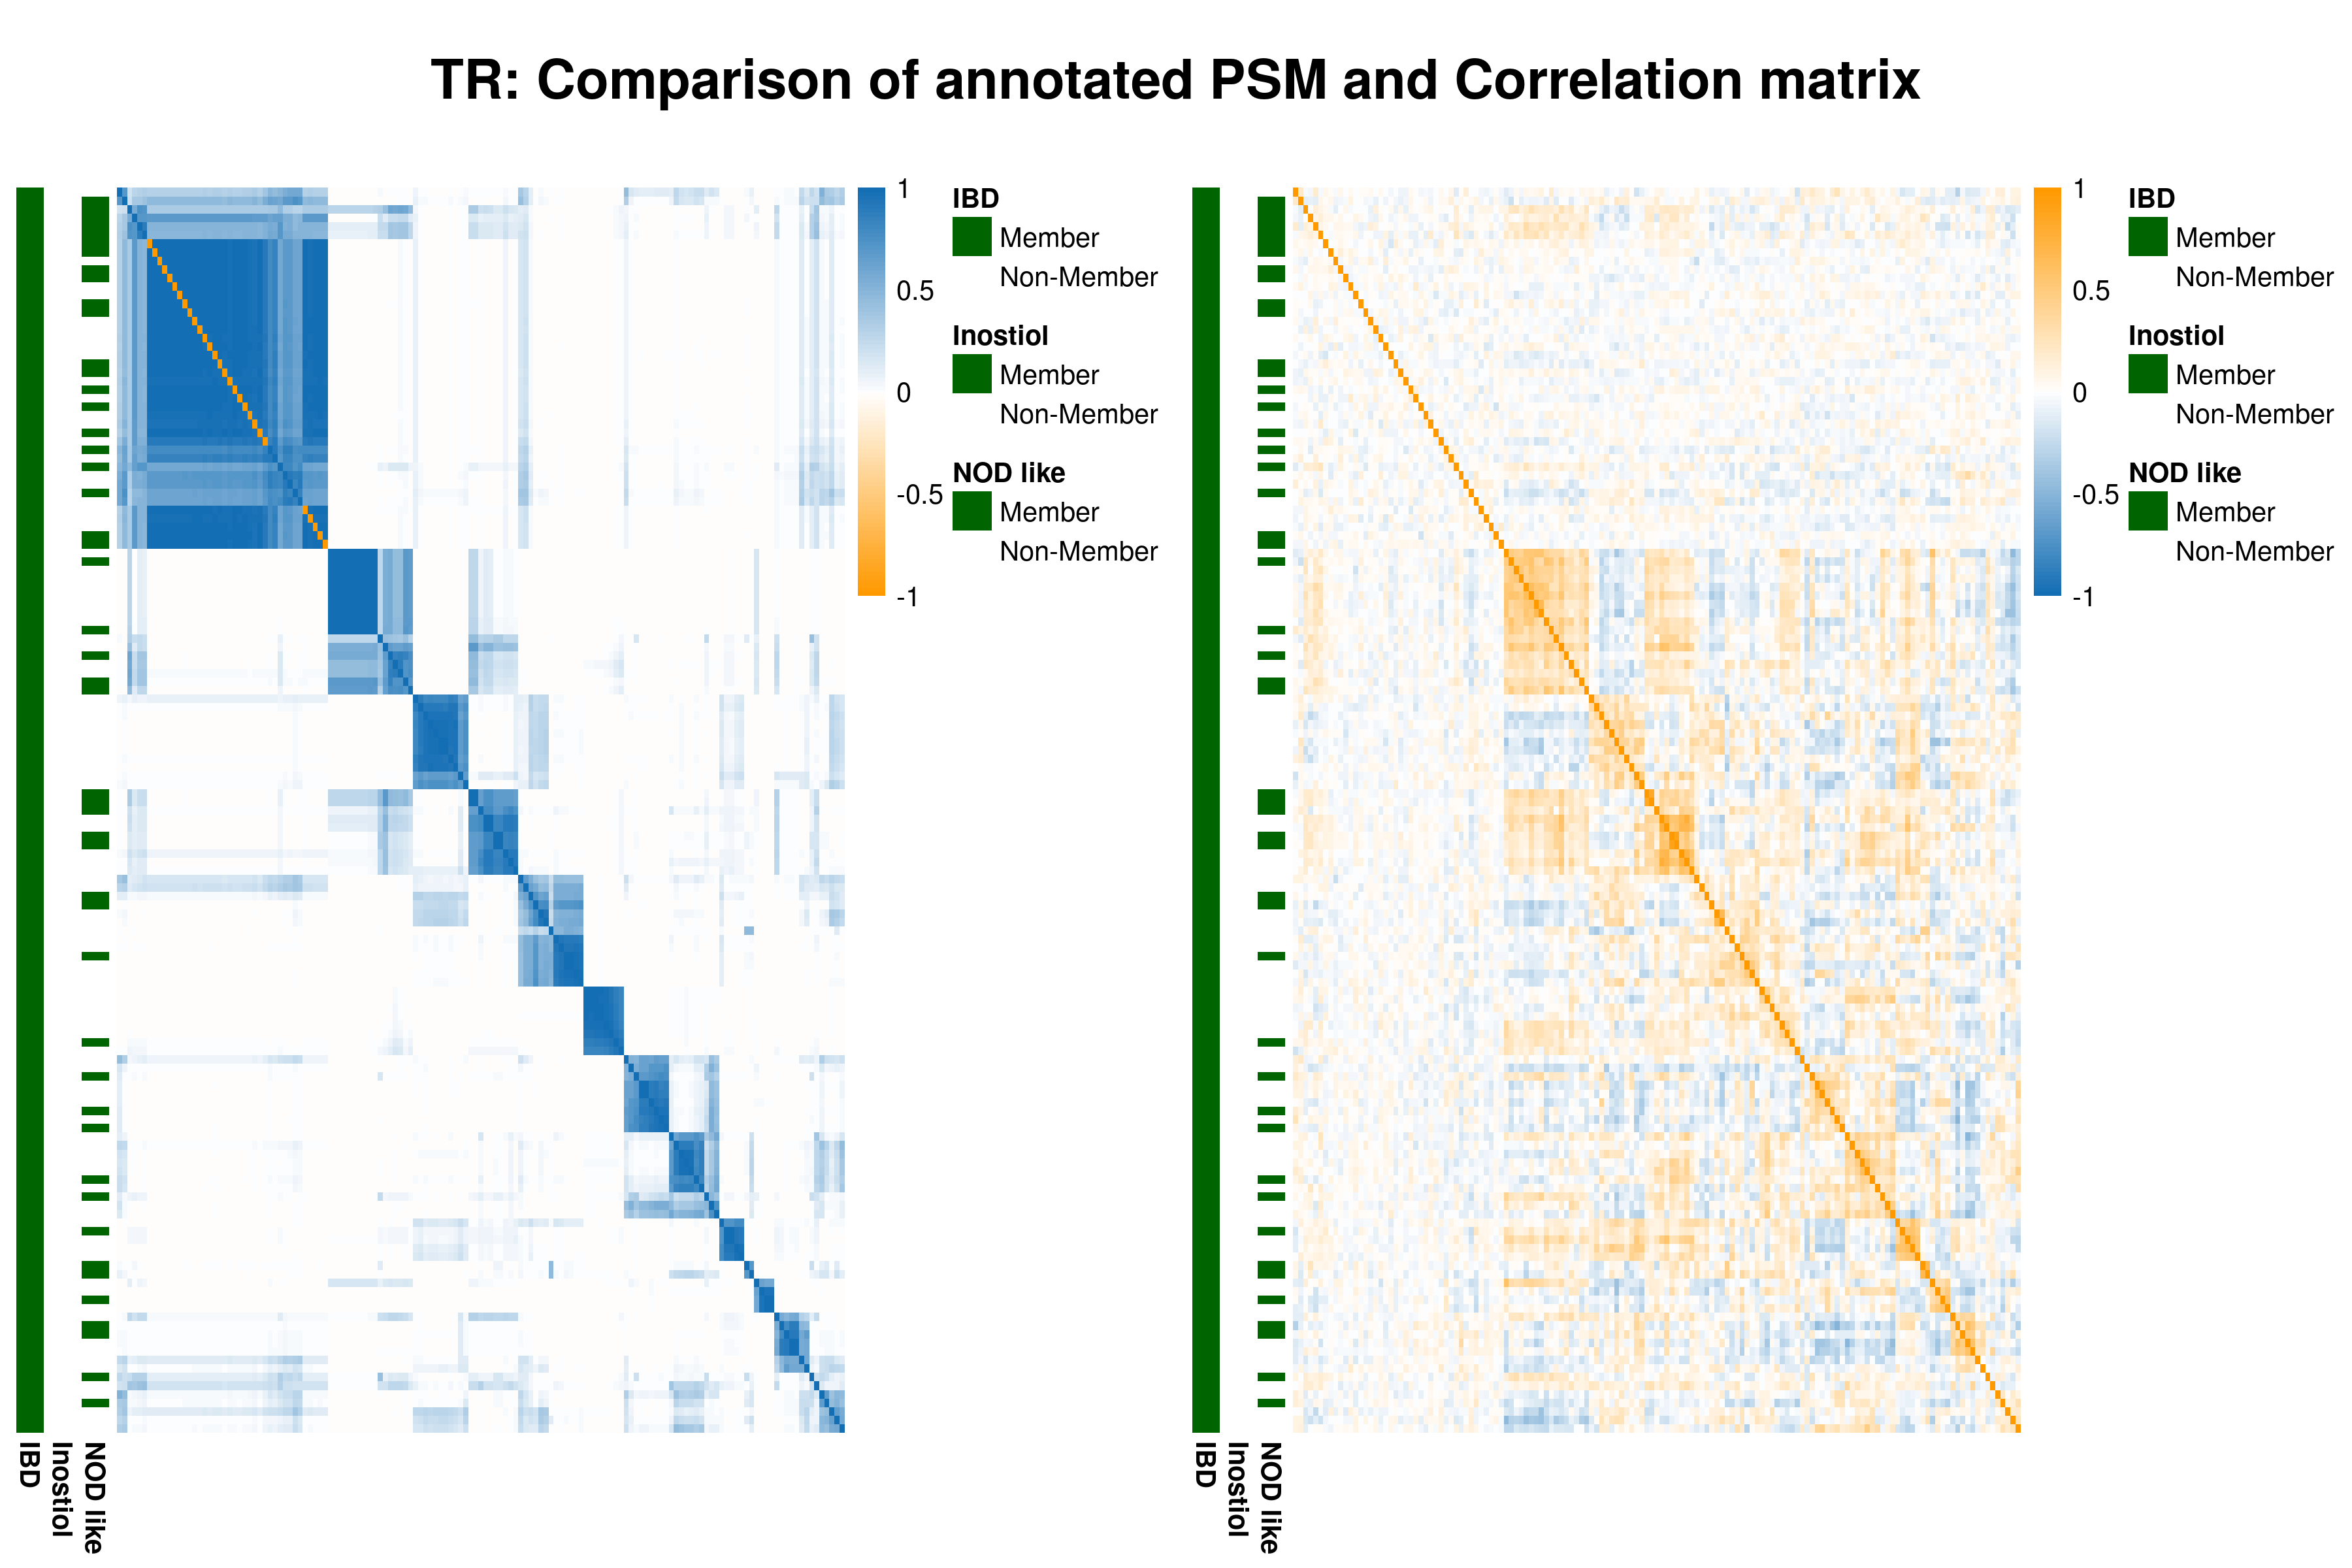 TR: Comparison of annotated PSM and Correlation matrix
1
0.5
0
-0.5
-1
IBD
Member
Non-Member
Inostiol
Member
Non-Member
NOD like
Member
Non-Member
IBD
Inostiol
NOD like
1
0.5
0
-0.5
-1
IBD
Member
Non-Member
Inostiol
Member
Non-Member
NOD like
Member
Non-Member
IBD
Inostiol
NOD like